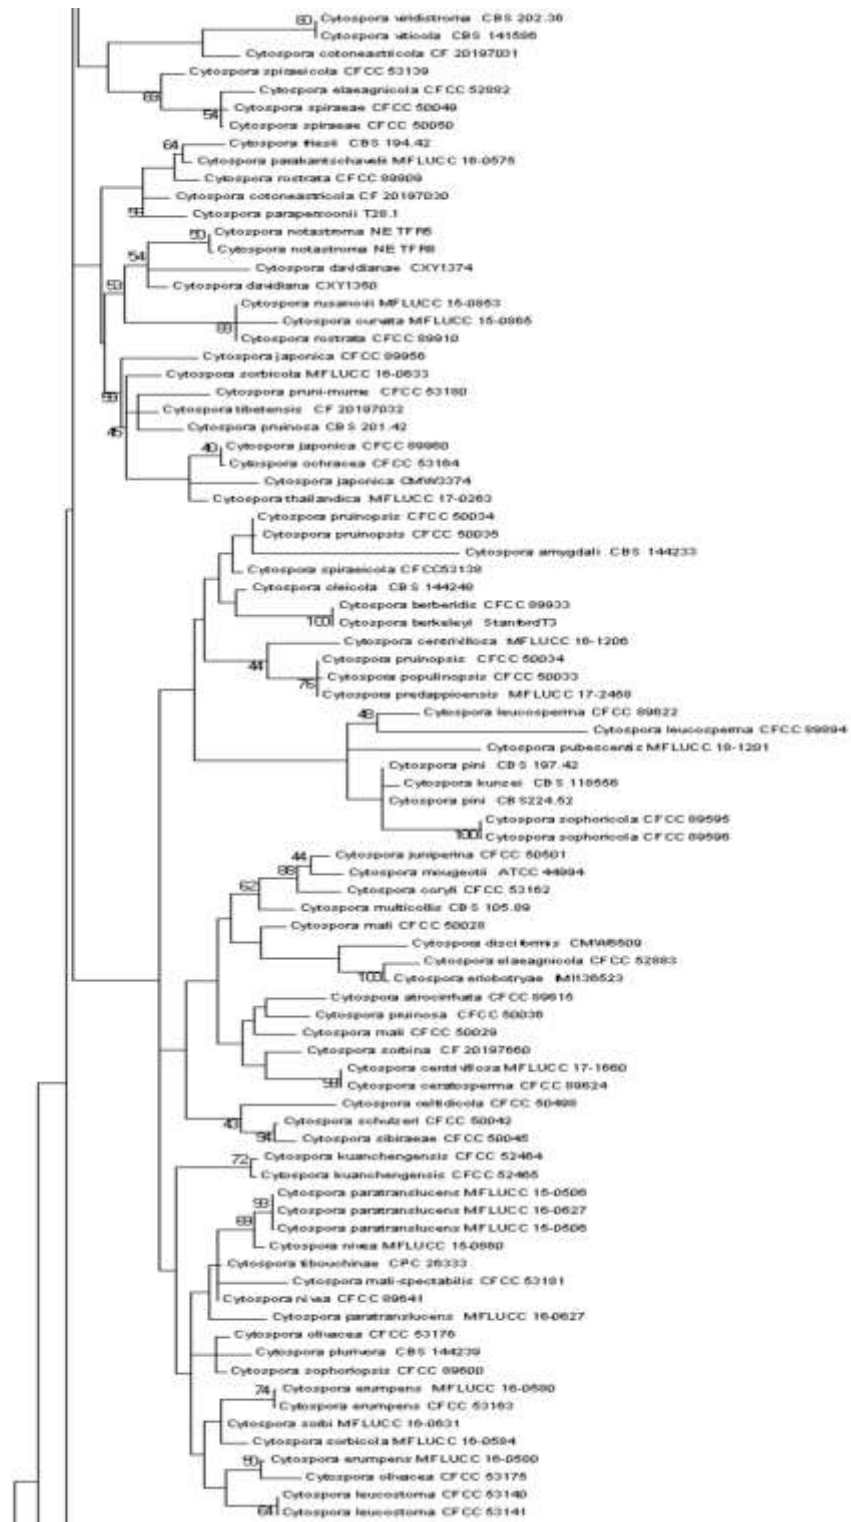 60 Cytospora viridistroma CBS 202.36
Cytospora viticola CBS 141586
Cytospora cotoneastricola CF 20197031
Cytospora spiraeicola CFCC 53139
Cytospora elaeagnicola CFCC 52882
Cytospora spiraeae CFCC 50049
54
Cytospora spiraeae CFCC 50050
64 Cytospora friesii CBS 194.42
Cytospora parakantschavelii MFLUCC 16-0575
Cytospora rostrata CFCC 89909
Cytospora cotoneastricola CF 20197030
Cytospora parapersoonii T28.1
Cytospora notastroma NE TFR5
Cytospora notastroma NE TFR8
54
Cytospora davidianae CXY1374
Cytospora davidiana CXY1350
53
Cytospora rusanovii MFLUCC 15-0853
Cytospora curvata MFLUCC 15-0865
Cytospora rostrata CFCC 89910
Cytospora japonica CFCC 89956
Cytospora sorbicola MFLUCC 16-0633
Cytospora pruni-mume CFCC 53180
Cytospora tibetensis CF 20197032
Cytospora pruinosa CBS 201.42
45
40 Cytospora japonica CFCC 89960
Cytospora ochracea CFCC 53164
Cytospora japonica CMW3374
Cytospora thailandica MFLUCC 17-0263
Cytospora pruinopsis CFCC 50034
Cytospora pruinopsis CFCC 50035
Cytospora amygdali CBS 144233
Cytospora spiraeicola CFCC53138
Cytospora oleicola CBS 144248
Cytospora berberidis CFCC 89933
100 Cytospora berkeleyi StanfordT3
Cytospora centrivillosa MFLUCC 16-1206
44
Cytospora pruinopsis CFCC 50034
Cytospora populinopsis CFCC 50033
76
Cytospora predappioensis MFLUCC 17-2458
48 Cytospora leucosperma CFCC 89622
Cytospora leucosperma CFCC 89894
Cytospora pubescentis MFLUCC 18-1201
Cytospora pini CBS 197.42
Cytospora kunzei CBS 118556
Cytospora pini CBS224.52
Cytospora sophoricola CFCC 89595
100 Cytospora sophoricola CFCC 89596
44 Cytospora juniperina CFCC 50501
88
Cytospora mougeotii ATCC 44994
62
Cytospora coryli CFCC 53162
Cytospora multicollis CBS 105.89
Cytospora mali CFCC 50028
Cytospora disciformis CMW6509
Cytospora elaeagnicola CFCC 52883
100 Cytospora eriobotryae IMI136523
Cytospora atrocirrhata CFCC 89615
Cytospora pruinosa CFCC 50036
Cytospora mali CFCC 50029
Cytospora sorbina CF 20197660
Cytospora centrivillosa MFLUCC 17-1660
Cytospora ceratosperma CFCC 89624
Cytospora celtidicola CFCC 50498
43
Cytospora schulzeri CFCC 50042
94
Cytospora sibiraeae CFCC 50045
72 Cytospora kuanchengensis CFCC 52464
Cytospora kuanchengensis CFCC 52465
Cytospora paratranslucens MFLUCC 15-0506
93
Cytospora paratranslucens MFLUCC 16-0627
69
Cytospora paratranslucens MFLUCC 15-0506
Cytospora nivea MFLUCC 15-0860
Cytospora tibouchinae CPC 26333
Cytospora mali-spectabilis CFCC 53181
Cytospora nivea CFCC 89641
Cytospora paratranslucens MFLUCC 16-0627
Cytospora olivacea CFCC 53176
Cytospora plurivora CBS 144239
Cytospora sophoriopsis CFCC 89600
74 Cytospora erumpens MFLUCC 16-0580
Cytospora erumpens CFCC 53163
Cytospora sorbi MFLUCC 16-0631
Cytospora sorbicola MFLUCC 16-0584
Cytospora erumpens MFLUCC 16-0580
Cytospora olivacea CFCC 53175
Cytospora leucostoma CFCC 53140
64 Cytospora leucostoma CFCC 53141